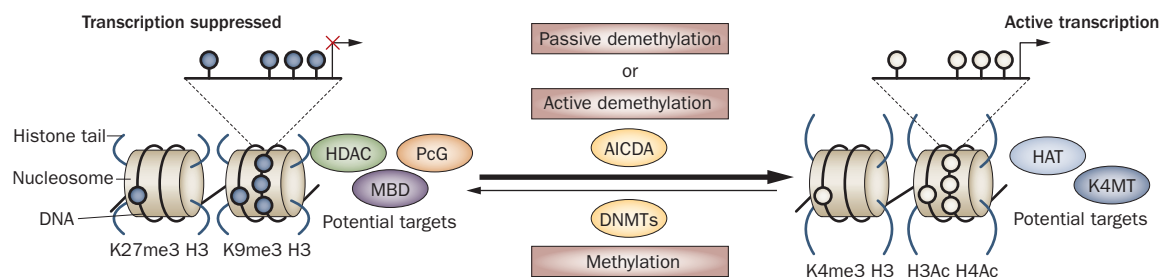 Transcription suppressed
Histone tail
Nucleosome
DNA
K27me3 H3
K9me3 H3
HDAC
PcG
MBD
Potential targets
Passive demethylation
or
Active demethylation
AICDA
DNMTs
Methylation
Active transcription
HAT
K4MT
Potential targets
K4me3 H3
H3Ac H4Ac